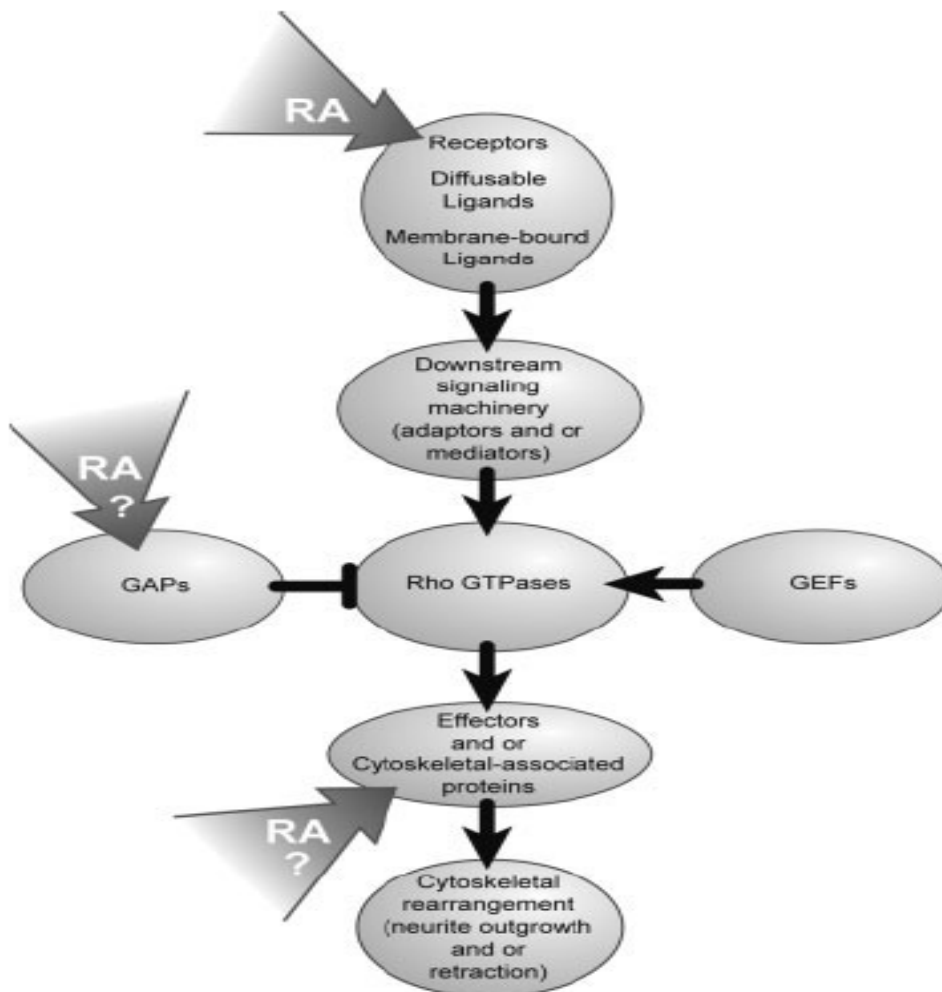 RA
Receptors
Diffusable
Ligands
Membrane-bound
Ligands
Downstream
signaling
machinery
(adaptors and or
mediators)
RA
?
GAPs
Rho GTPases
GEFs
Effectors
and or
Cytoskeletal-associated
proteins
RA
?
Cytoskeletal
rearrangement
(neurite outgrowth
and or
retraction)